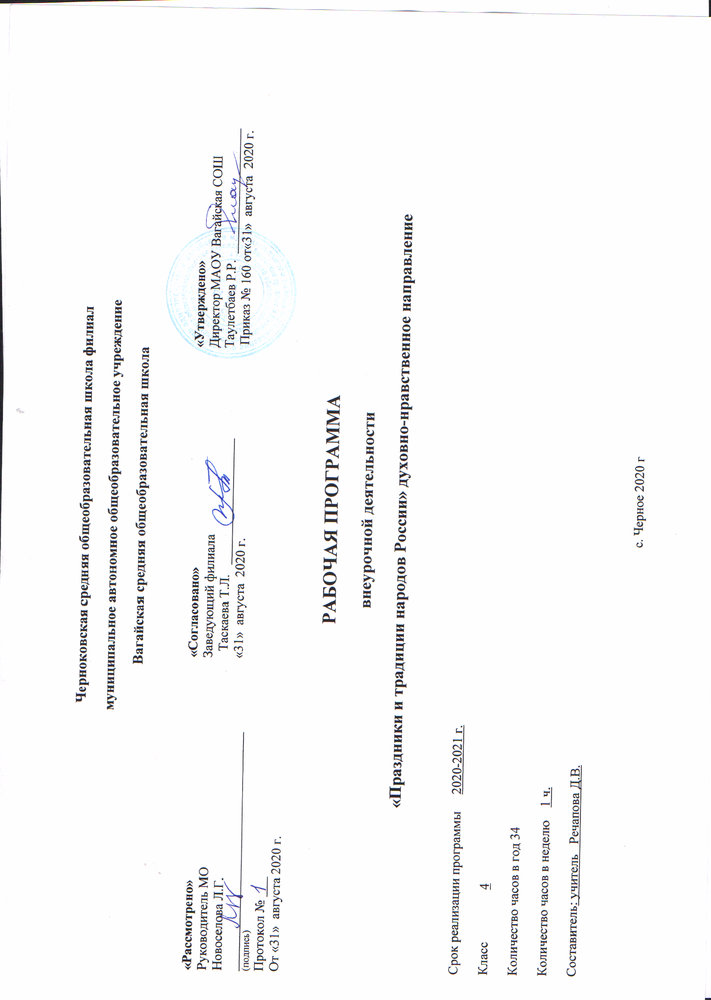 Черноковская средняя общеобразовательная школа филиал
муниципальное автономное общеобразовательное учреждение
Вагайская средняя общеобразовательная школа
«Рассмотрено»
Руководитель МО
Новоселова Л.Г.
(подпись)
Протокол № 1
От «31» августа 2020 г.
«Согласовано»
Заведующий филиала
Таскаева Т.Л.
«31» августа 2020 г.
«Утверждено»
Директор МАОУ Вагайская СОШ
Таулетбаев Р.Р.
Приказ № 160 от«31» августа 2020 г.
РАБОЧАЯ ПРОГРАММА
внеурочной деятельности
«Праздники и традиции народов России» духовно-нравственное направление
Срок реализации программы 2020-2021 г.
Класс 4
Количество часов в год 34
Количество часов в неделю 1 ч.
Составитель: учитель Речапова Д.В.
с. Черное 2020 г